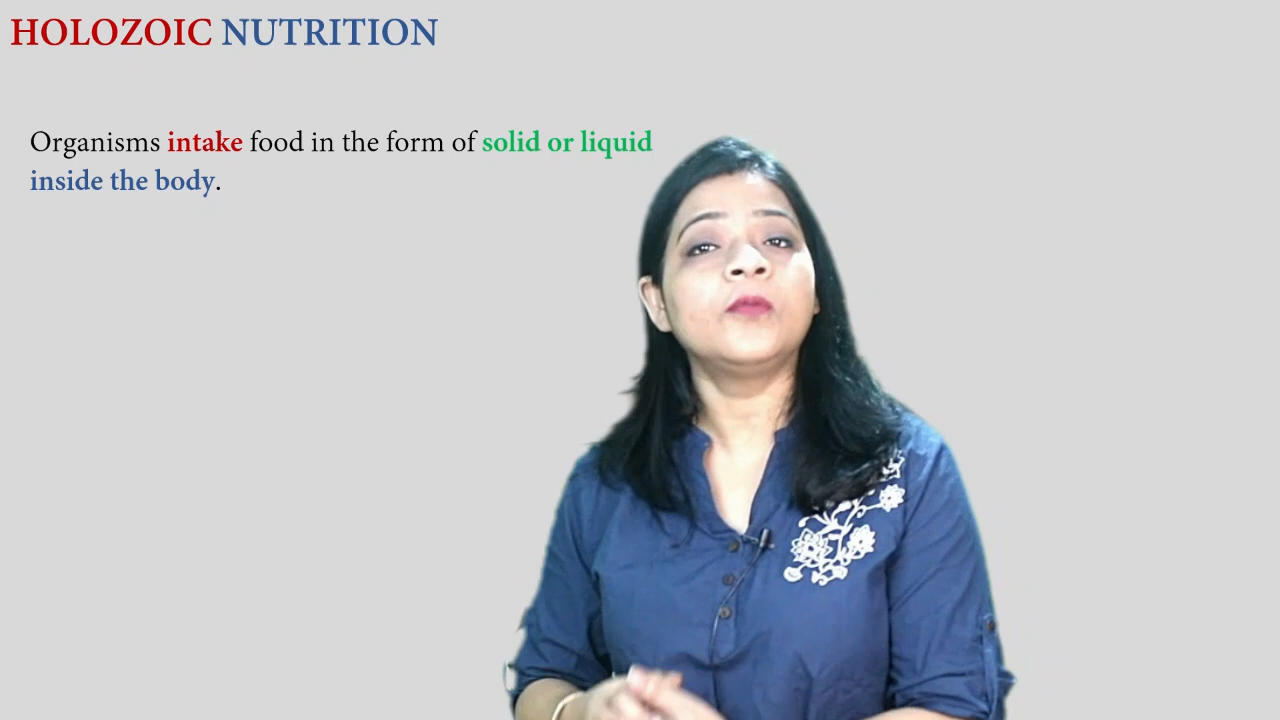 HOLOZOIC NUTRITION
Organisms intake food in the form of solid or liquid
inside the body.